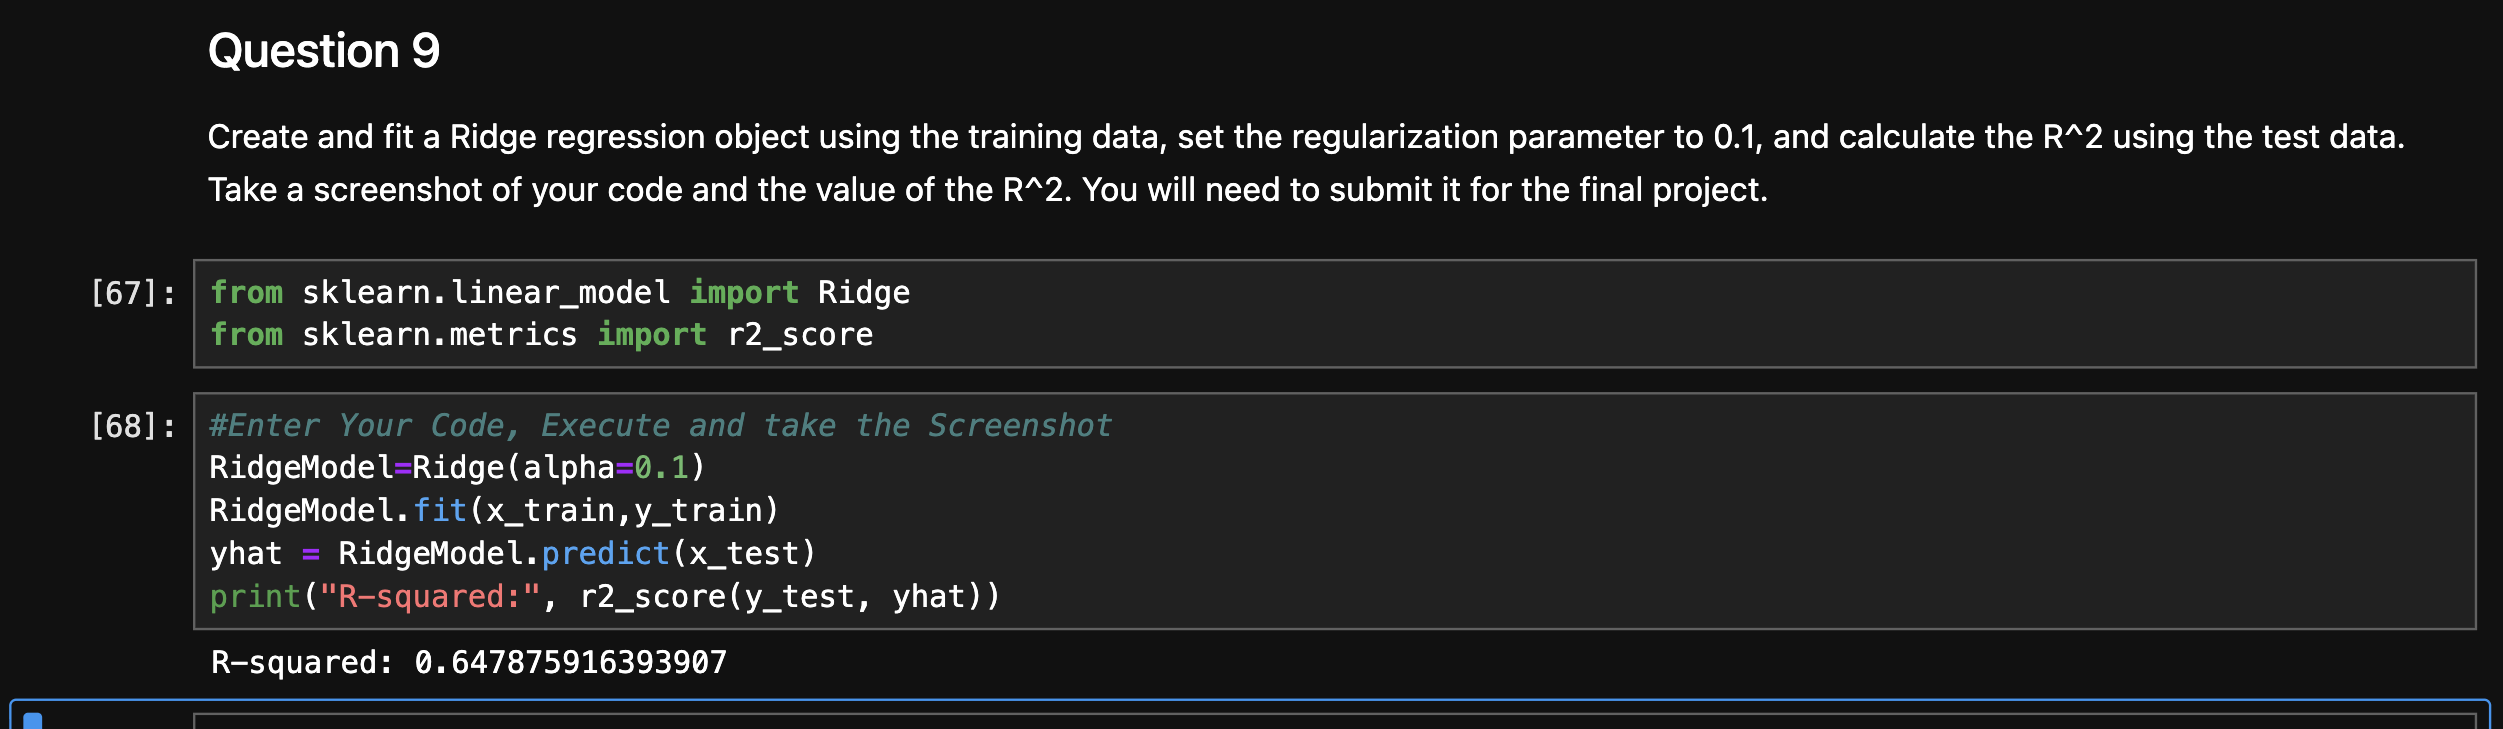 Question 9
Create and fit a Ridge regression object using the training data, set the regularization parameter to 0.1, and calculate the R^2 using the test data.
Take a screenshot of your code and the value of the R^2. You will need to submit it for the final project.
[67]:
from sklearn.linear_model import Ridge
from sklearn.metrics import r2_score
[68]:
#Enter Your Code, Execute and take the Screenshot
RidgeModel=Ridge(alpha=0.1)
RidgeModel.fit(x_train,y_train)
yhat = RidgeModel.predict(x_test)
print("R-squared:", r2_score(y_test, yhat))
R-squared: 0.647875916393907